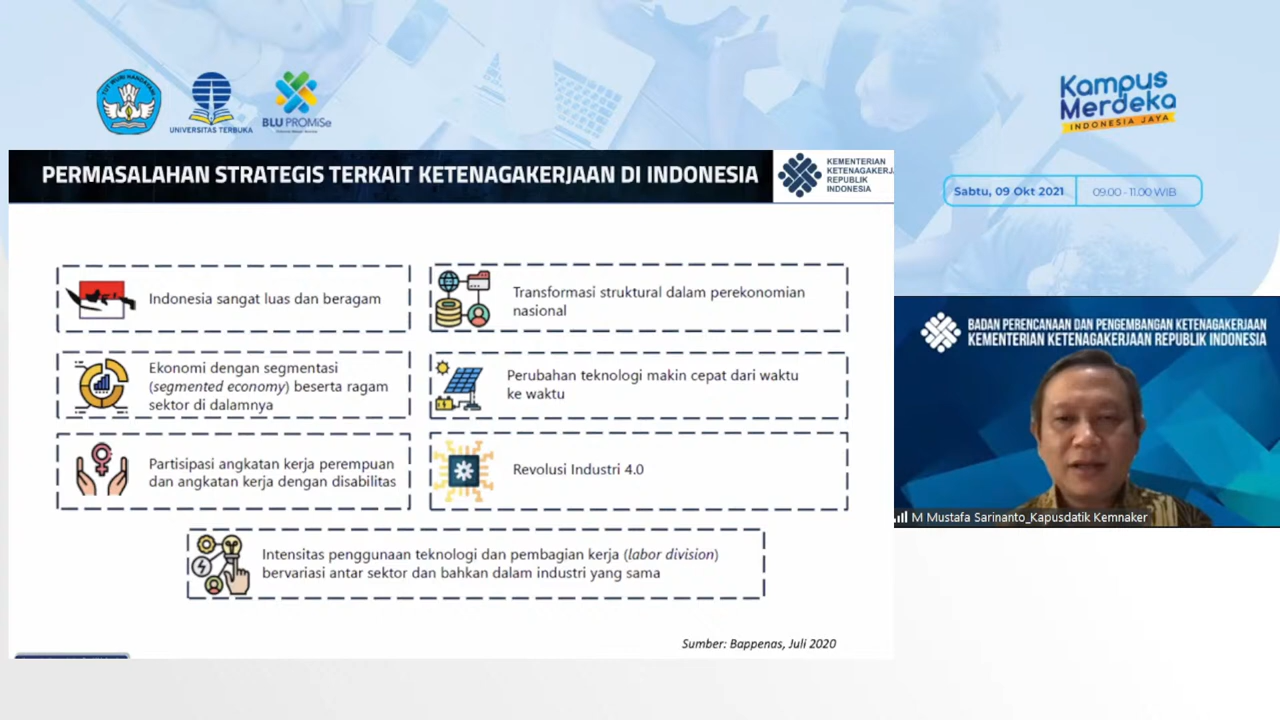 TUT WURI HANDAYANI
UNIVERSITAS TERBUKA
BLU PROMiSe
Kampus
Merdeka
INDONESIA JAYA
Sabtu, 09 Okt 2021
09.00 - 11.00 WIB
PERMASALAHAN STRATEGIS TERKAIT KETENAGAKERJAAN DI INDONESIA
KEMENTERIAN
KETENAGAKERJ
REPUBLIK
INDONESIA
Indonesia sangat luas dan beragam
Transformasi struktural dalam perekonomian
nasional
Ekonomi dengan segmentasi
(segmented economy) beserta ragam
sektor di dalamnya
Perubahan teknologi makin cepat dari waktu
ke waktu
Partisipasi angkatan kerja perempuan
dan angkatan kerja dengan disabilitas
Revolusi Industri 4.0
Intensitas penggunaan teknologi dan pembagian kerja (labor division)
bervariasi antar sektor dan bahkan dalam industri yang sama
Sumber: Bappenas, Juli 2020
BADAN PERENCANAAN DAN PENGEMBANGAN KETENAGAKERJAAN
KEMENTERIAN KETENAGAKERJAAN REPUBLIK INDONESIA
M Mustafa Sarinanto_Kapusdatik Kemnaker